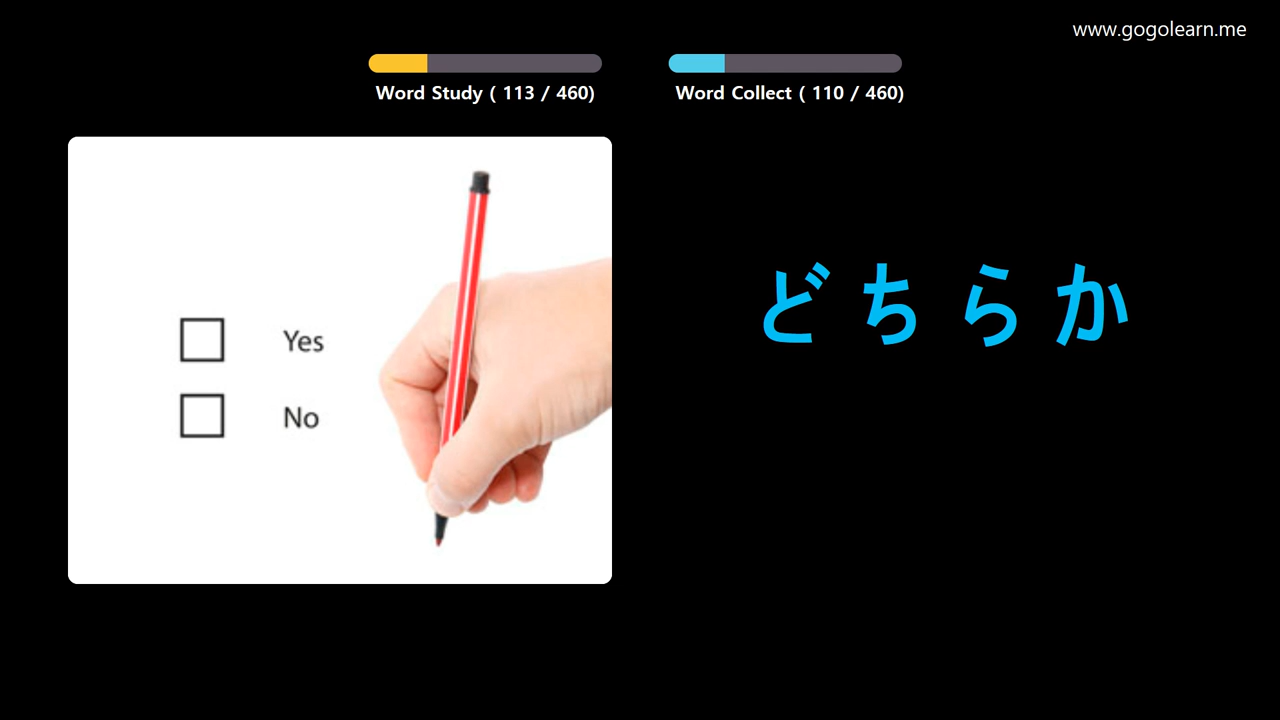 www.gogolearn.me
Word Study ( 113 / 460)
Word Collect ( 110 / 460)
Yes
No
どちらか